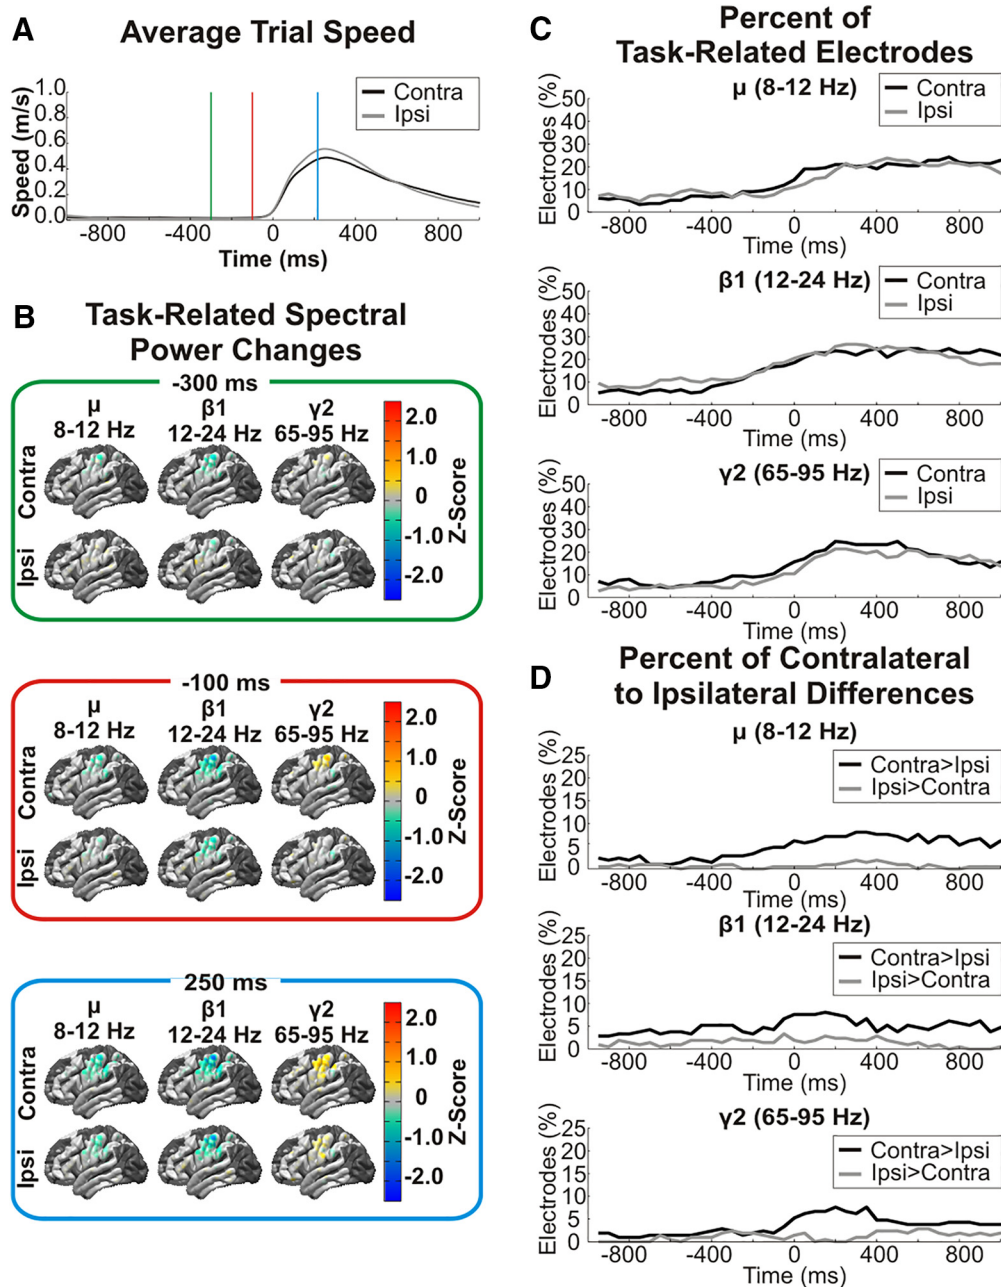 A
Average Trial Speed
Speed (m/s)
1.0
0.8
0.6
0.4
0.2
0.0
Contra
Ipsi
-800
-400
0
400
800
Time (ms)
B
Task-Related Spectral
Power Changes
-300 ms
μ
8-12 Hz
β1
12-24 Hz
γ2
65-95 Hz
Contra
Ipsi
2.0
1.0
0
-1.0
-2.0
Z-Score
-100 ms
μ
8-12 Hz
β1
12-24 Hz
γ2
65-95 Hz
Contra
Ipsi
2.0
1.0
0
-1.0
-2.0
Z-Score
250 ms
μ
8-12 Hz
β1
12-24 Hz
γ2
65-95 Hz
Contra
Ipsi
2.0
1.0
0
-1.0
-2.0
Z-Score
C
Percent of
Task-Related Electrodes
μ (8-12 Hz)
Electrodes (%)
50
40
30
20
10
0
Contra
Ipsi
-800
-400
0
400
800
Time (ms)
β1 (12-24 Hz)
Electrodes (%)
50
40
30
20
10
0
Contra
Ipsi
-800
-400
0
400
800
Time (ms)
γ2 (65-95 Hz)
Electrodes (%)
50
40
30
20
10
0
Contra
Ipsi
-800
-400
0
400
800
Time (ms)
D
Percent of Contralateral
to Ipsilateral Differences
μ (8-12 Hz)
Electrodes (%)
25
20
15
10
5
0
Contra>Ipsi
Ipsi>Contra
-800
-400
0
400
800
Time (ms)
β1 (12-24 Hz)
Electrodes (%)
25
20
15
10
5
0
Contra>Ipsi
Ipsi>Contra
-800
-400
0
400
800
Time (ms)
γ2 (65-95 Hz)
Electrodes (%)
25
20
15
10
5
0
Contra>Ipsi
Ipsi>Contra
-800
-400
0
400
800
Time (ms)